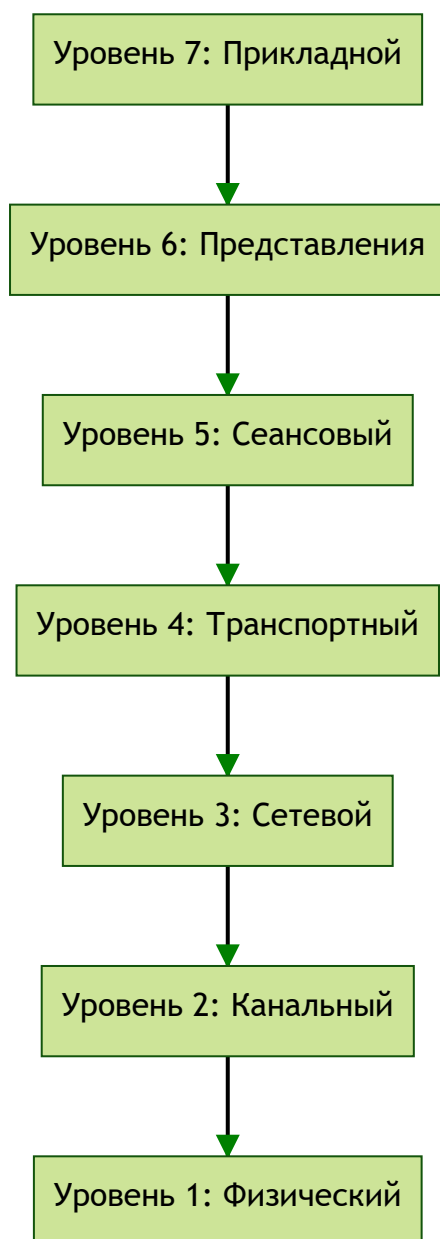 Уровень 7: Прикладной
Уровень 6: Представления
Уровень 5: Сеансовый
Уровень 4: Транспортный
Уровень 3: Сетевой
Уровень 2: Канальный
Уровень 1: Физический